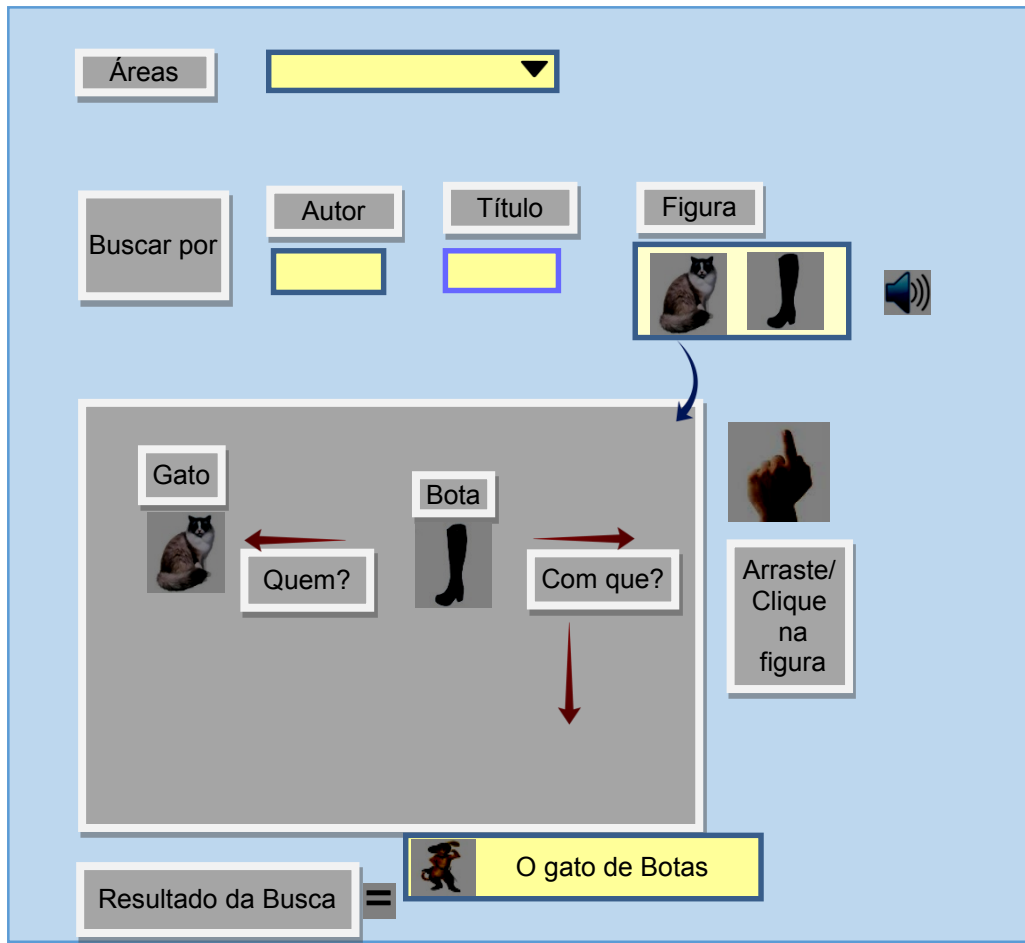 Áreas
Buscar por
Autor
Título
Figura
Gato
Bota
Quem?
Com que?
Arraste/
Clique
na
figura
Resultado da Busca
=
O gato de Botas